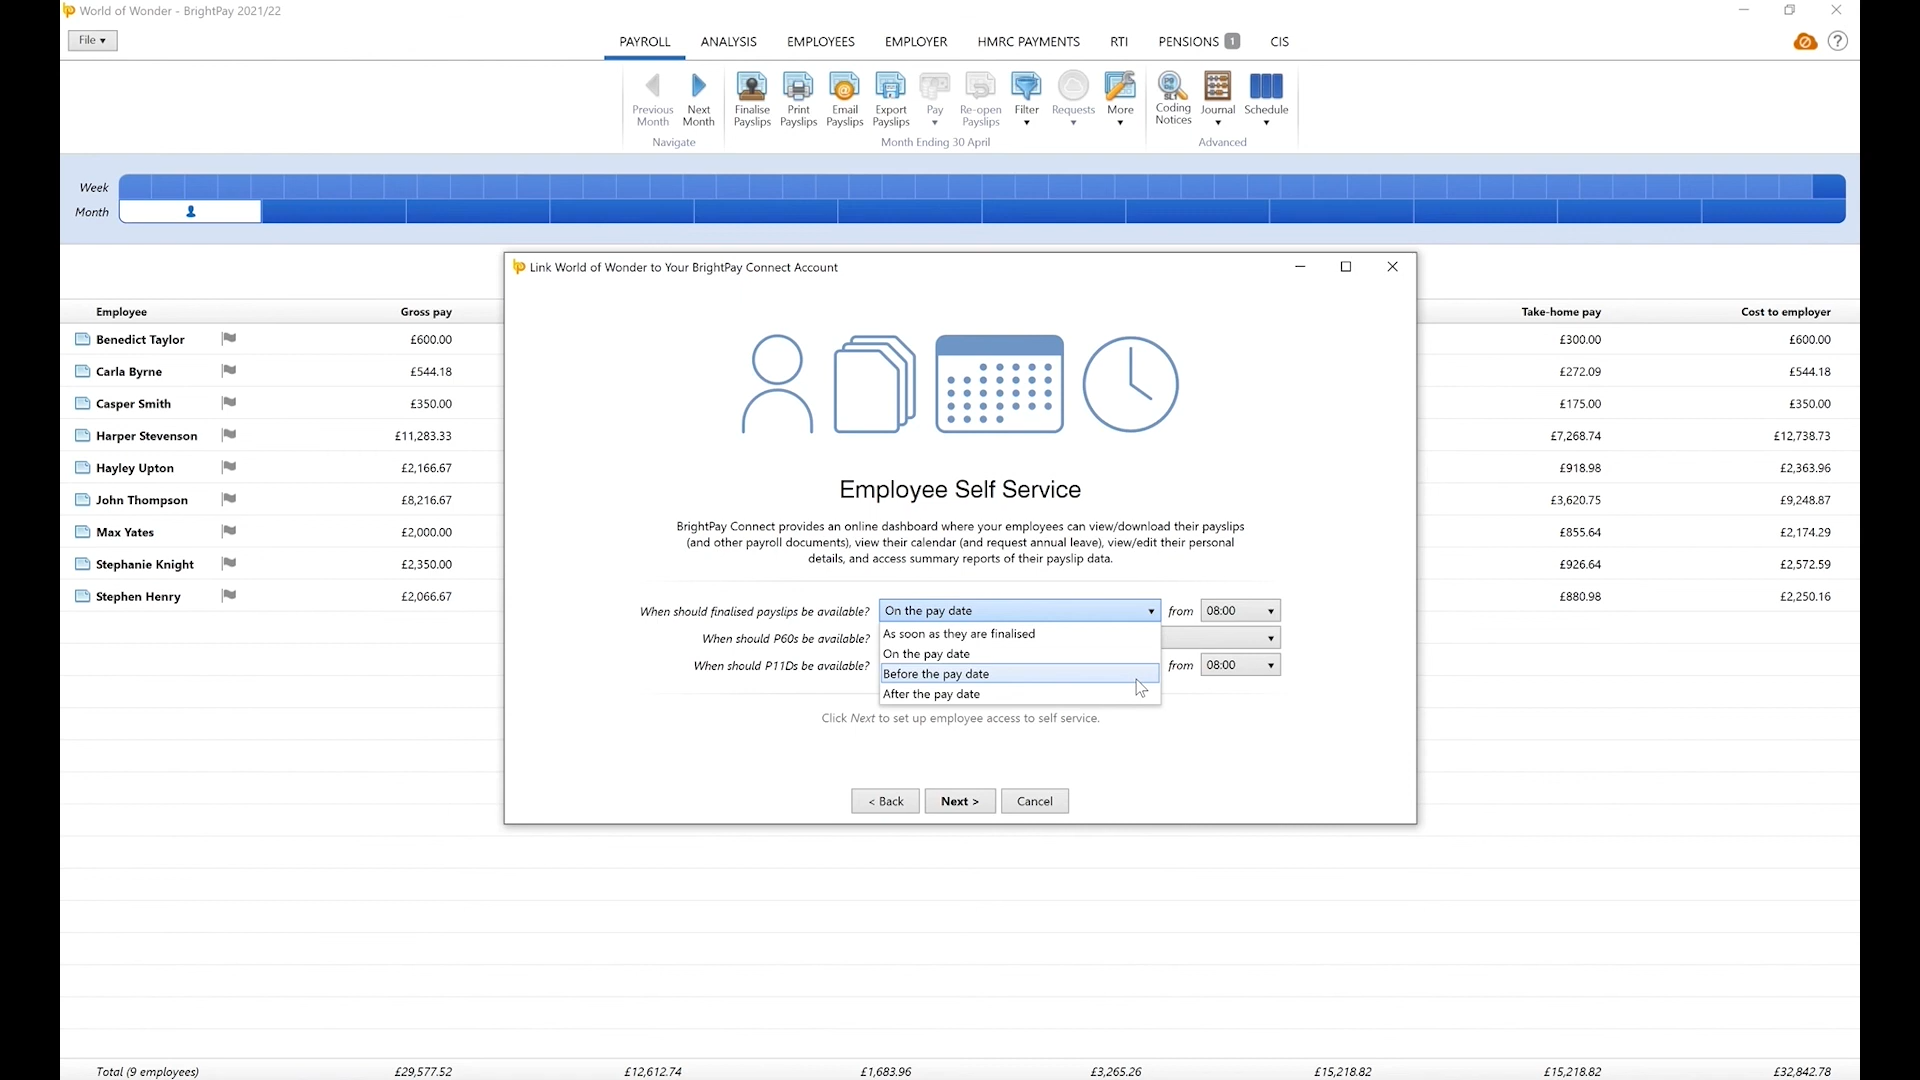 World of Wonder - BrightPay 2021/22
File
PAYROLL ANALYSIS EMPLOYEES EMPLOYER HMRC PAYMENTS RTI PENSIONS 1 CIS
Previous Month
Next Month
Finalise Payslips
Print Payslips
Email Payslips
Export Payslips
Pay
Re-open Payslips
Filter
Requests
More
Coding Notices
Journal
Schedule
Navigate
Month Ending 30 April
Advanced
Week
Month
Link World of Wonder to Your BrightPay Connect Account
Employee Gross pay Take-home pay Cost to employer
Benedict Taylor £600.00 £300.00 £600.00
Carla Byrne £544.18 £272.09 £544.18
Casper Smith £350.00 £175.00 £350.00
Harper Stevenson £11,283.33 £7,268.74 £12,738.73
Hayley Upton £2,166.67 £918.98 £2,363.96
John Thompson £8,216.67 £3,620.75 £9,248.87
Max Yates £2,000.00 £855.64 £2,174.29
Stephanie Knight £2,350.00 £926.64 £2,572.59
Stephen Henry £2,066.67 £880.98 £2,250.16
Employee Self Service
BrightPay Connect provides an online dashboard where your employees can view/download their payslips
(and other payroll documents), view their calendar (and request annual leave), view/edit their personal
details, and access summary reports of their payslip data.
When should finalised payslips be available? On the pay date from 08:00
As soon as they are finalised
When should P60s be available?
On the pay date
When should P11Ds be available? from 08:00
Before the pay date
After the pay date
Click Next to set up employee access to self service.
< Back Next > Cancel
Total (9 employees) £29,577.52 £12,612.74 £1,683.96 £3,265.26 £15,218.82 £15,218.82 £32,842.78